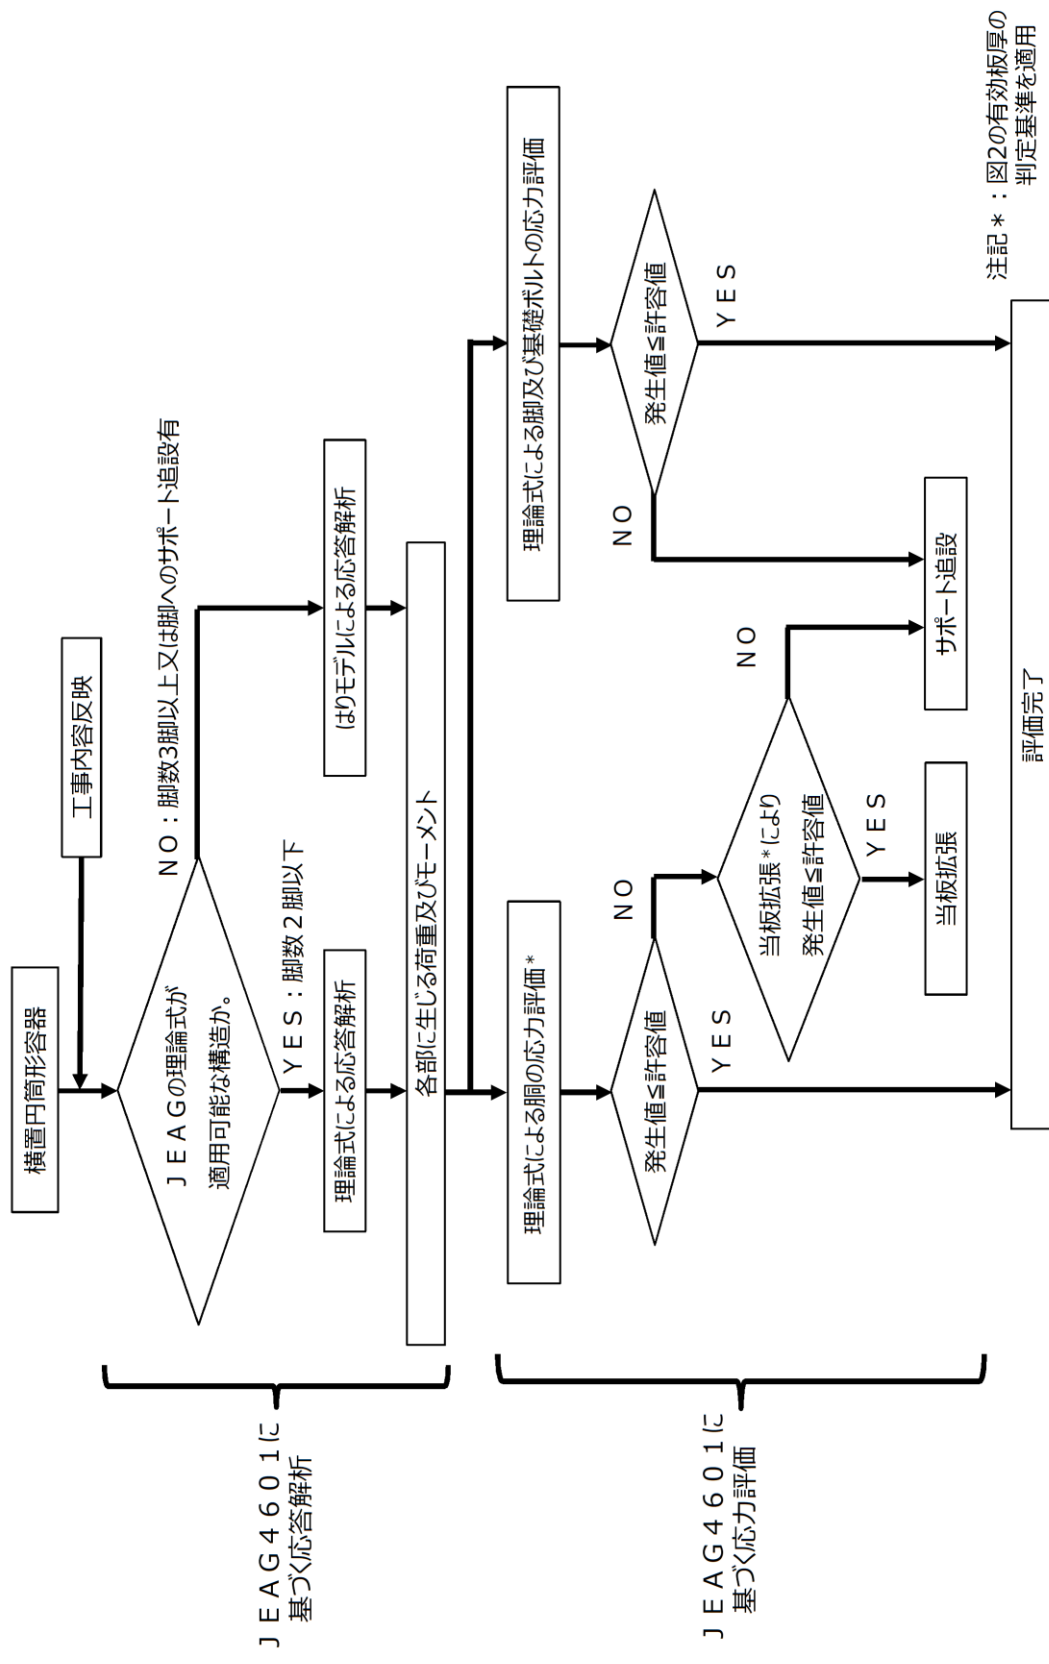 横置円筒形容器
工事内容反映
ＪＥＡＧの理論式が
適用可能な構造か。
ＮＯ：脚数3脚以上又は脚へのサポート追設有
ＹＥＳ：脚数２脚以下
理論式による応答解析
はりモデルによる応答解析
各部に生じる荷重及びモーメント
ＪＥＡＧ４６０１に
基づく応答解析
理論式による胴の応力評価*
理論式による脚及び基礎ボルトの応力評価
発生値≦許容値
ＮＯ
ＹＥＳ
発生値≦許容値
ＮＯ
ＹＥＳ
当板拡張*により
発生値≦許容値
ＮＯ
ＹＥＳ
当板拡張
サポート追設
ＪＥＡＧ４６０１に
基づく応力評価
評価完了
注記＊：図2の有効板厚の
判定基準を適用